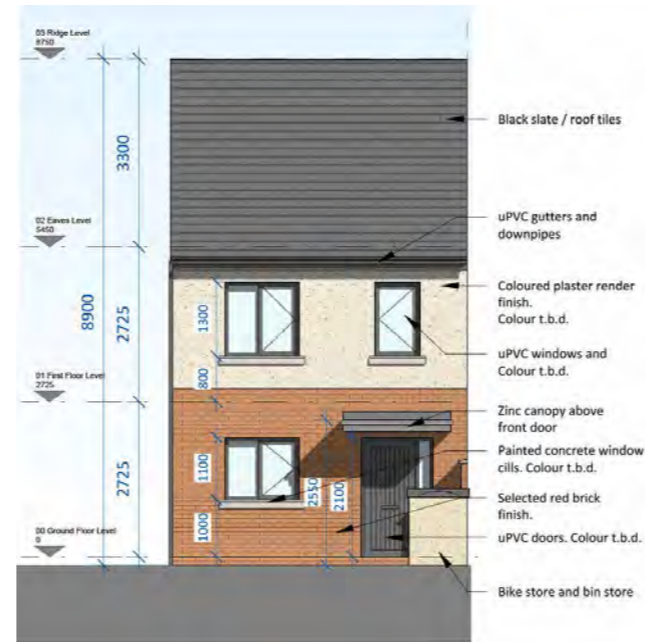 03 Ridge Level
8750
3300
Black slate / roof tiles
02 Eaves Level
5450
uPVC gutters and
downpipes
8900
2725
1300
800
Coloured plaster render
finish.
Colour t.b.d.
uPVC windows and
Colour t.b.d.
01 First Floor Level
2725
Zinc canopy above
front door
2725
1100
1000
2550
2100
Painted concrete window
cills. Colour t.b.d.
Selected red brick
finish.
00 Ground Floor Level
0
uPVC doors. Colour t.b.d.
Bike store and bin store